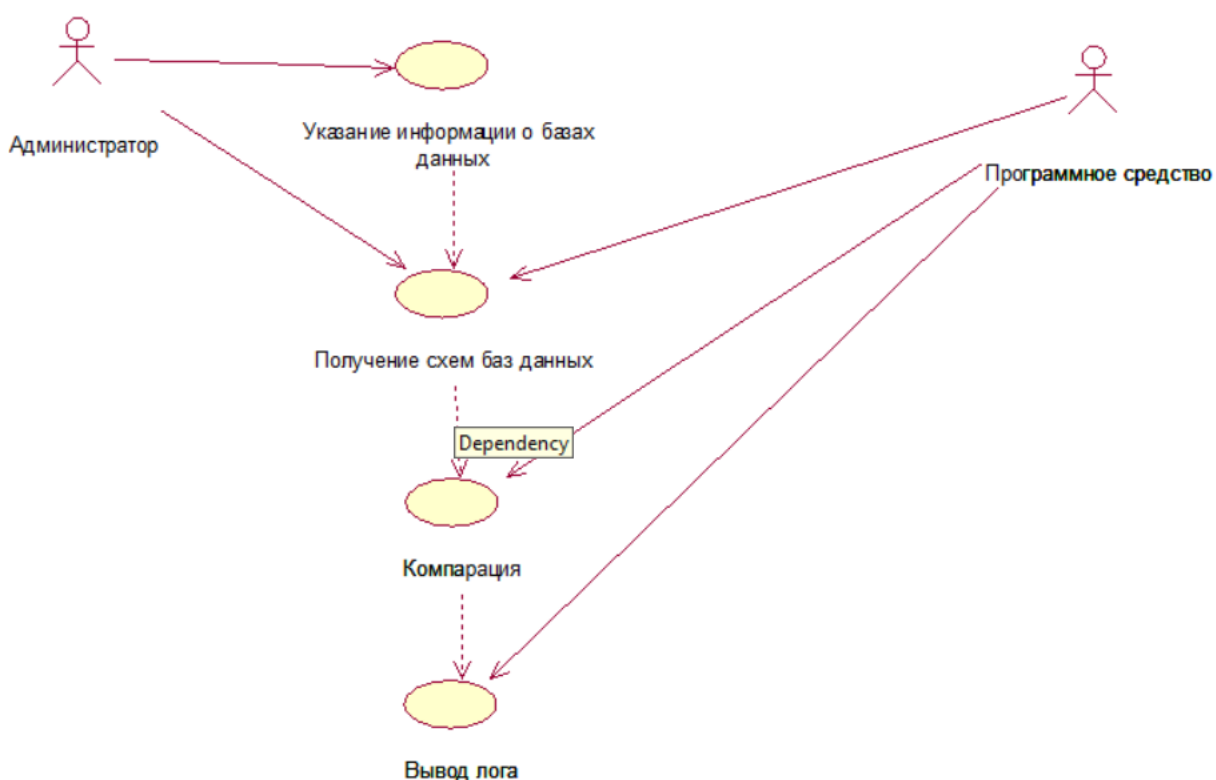 Администратор
Указание информации о базах
данных
Программное средство
Получение схем баз данных
Dependency
Компарация
Вывод лога